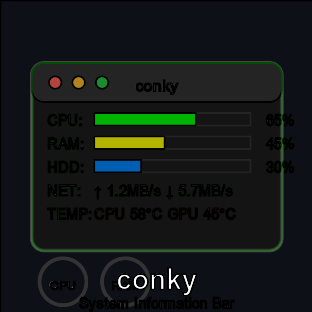 conky
CPU: 65%
RAM: 45%
HDD: 30%
NET: ↑ 1.2MB/s ↓ 5.7MB/s
TEMP: CPU 58°C GPU 45°C
CPU
conky
System Information Bar